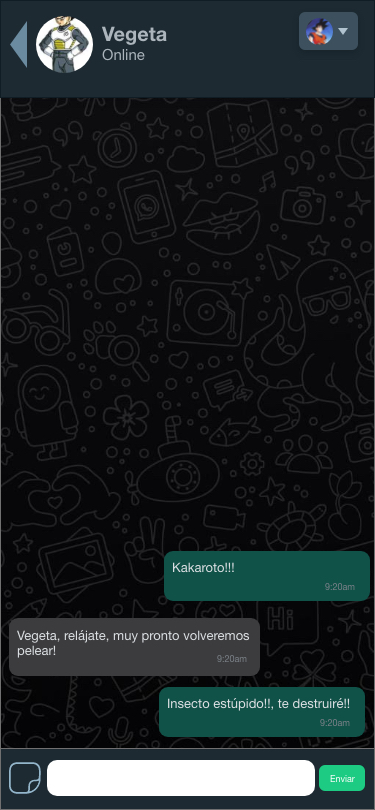 Vegeta
Online
Kakaroto!!!
9:20am
Vegeta, relájate, muy pronto volveremos
pelear!
9:20am
Insecto estúpido!!, te destruiré!!
9:20am
Hi
Enviar